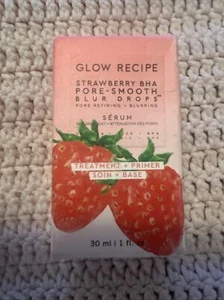 GLOW RECIPE
STRAWBERRY BHA
PORE-SMOOTH
BLUR DROPS™
PORE REFINING + BLURRING
SÉRUM
TREATMENT + PRIMER
SOIN + BASE
30 ml | 1 fl.